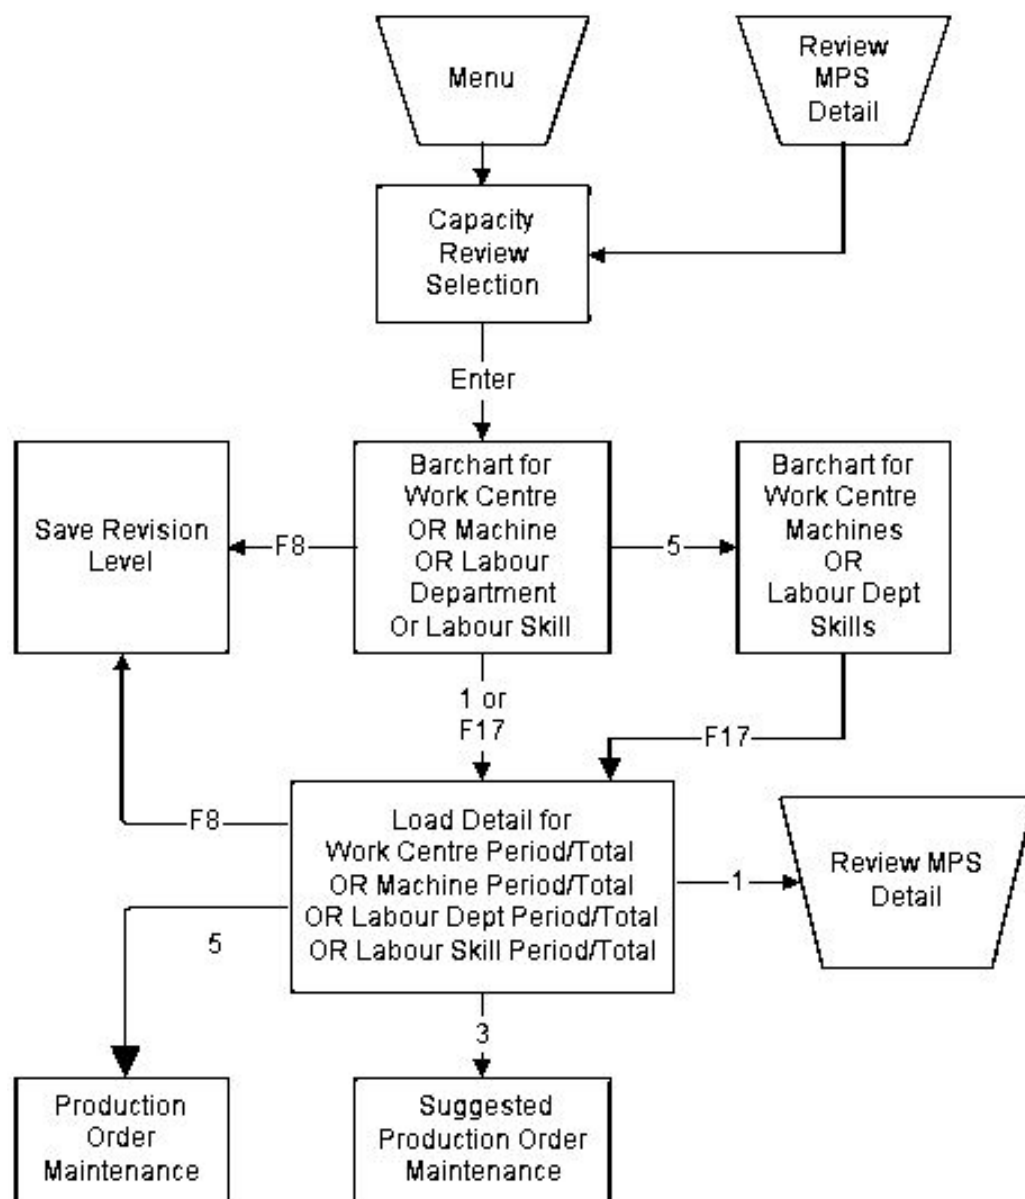 Menu
Review
MPS
Detail
Capacity
Review
Selection
Enter
Save Revision
Level
F8
Barchart for
Work Centre
OR Machine
OR Labour
Department
Or Labour Skill
5
Barchart for
Work Centre
Machines
OR
Labour Dept
Skills
1 or
F17
F17
F8
Load Detail for
Work Centre Period/Total
OR Machine Period/Total
OR Labour Dept Period/Total
OR Labour Skill Period/Total
1
Review MPS
Detail
5
3
Production
Order
Maintenance
Suggested
Production Order
Maintenance